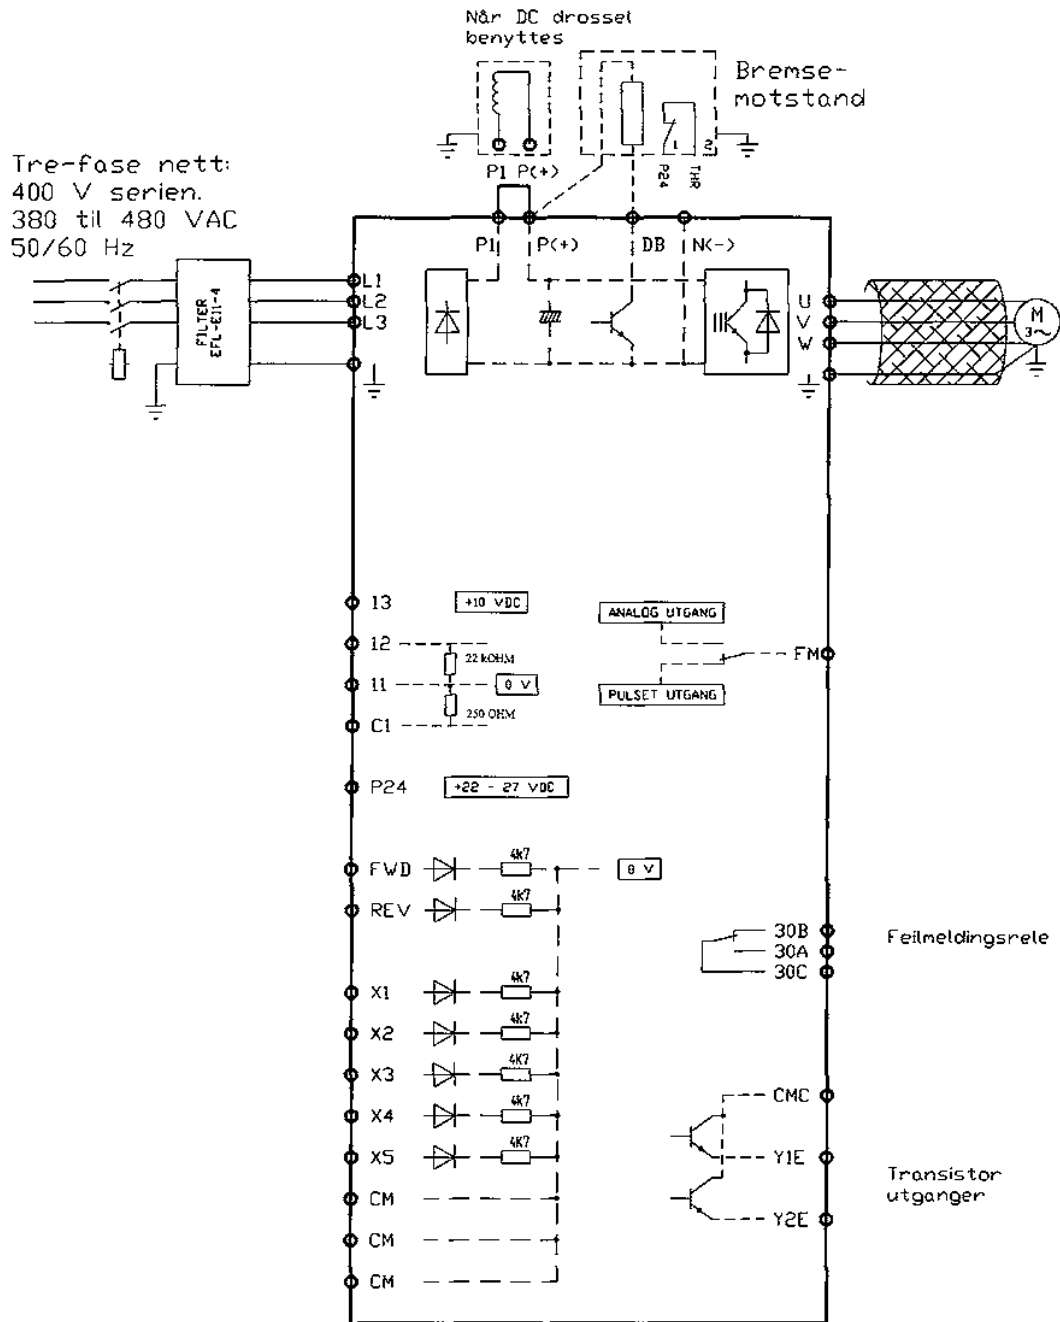 Når DC drossel
benyttes
Bremse-
motstand
Tre-fase nett:
400 V serien.
380 til 480 VAC
50/60 Hz
P1 P(+)
1
2
P24
THR
P1
P(+)
DB
N(-)
FILTER
EFL-E11-4
L1
L2
L3
U
V
W
M
3~
13
+10 VDC
12
22 kOHM
11
0 V
250 OHM
C1
ANALOG UTGANG
FM
PULSET UTGANG
P24
+22 - 27 VDC
FWD
4k7
0 V
REV
4k7
30B
30A
30C
Feilmeldingsrele
X1
4k7
X2
4k7
X3
4K7
X4
4K7
X5
4K7
CM
CM
CM
CMC
Y1E
Y2E
Transistor
utganger